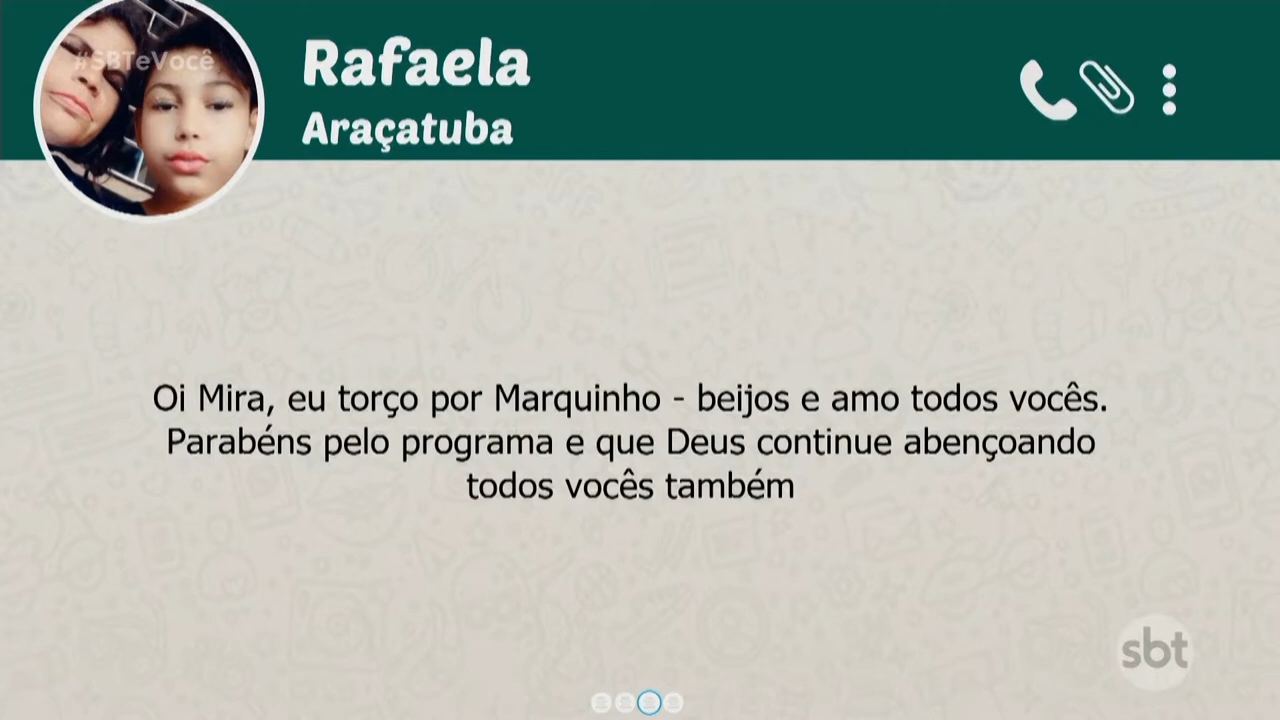 #SBTeVocê
Rafaela
Araçatuba
Oi Mira, eu torço por Marquinho - beijos e amo todos vocês.
Parabéns pelo programa e que Deus continue abençoando
todos vocês também
sbt